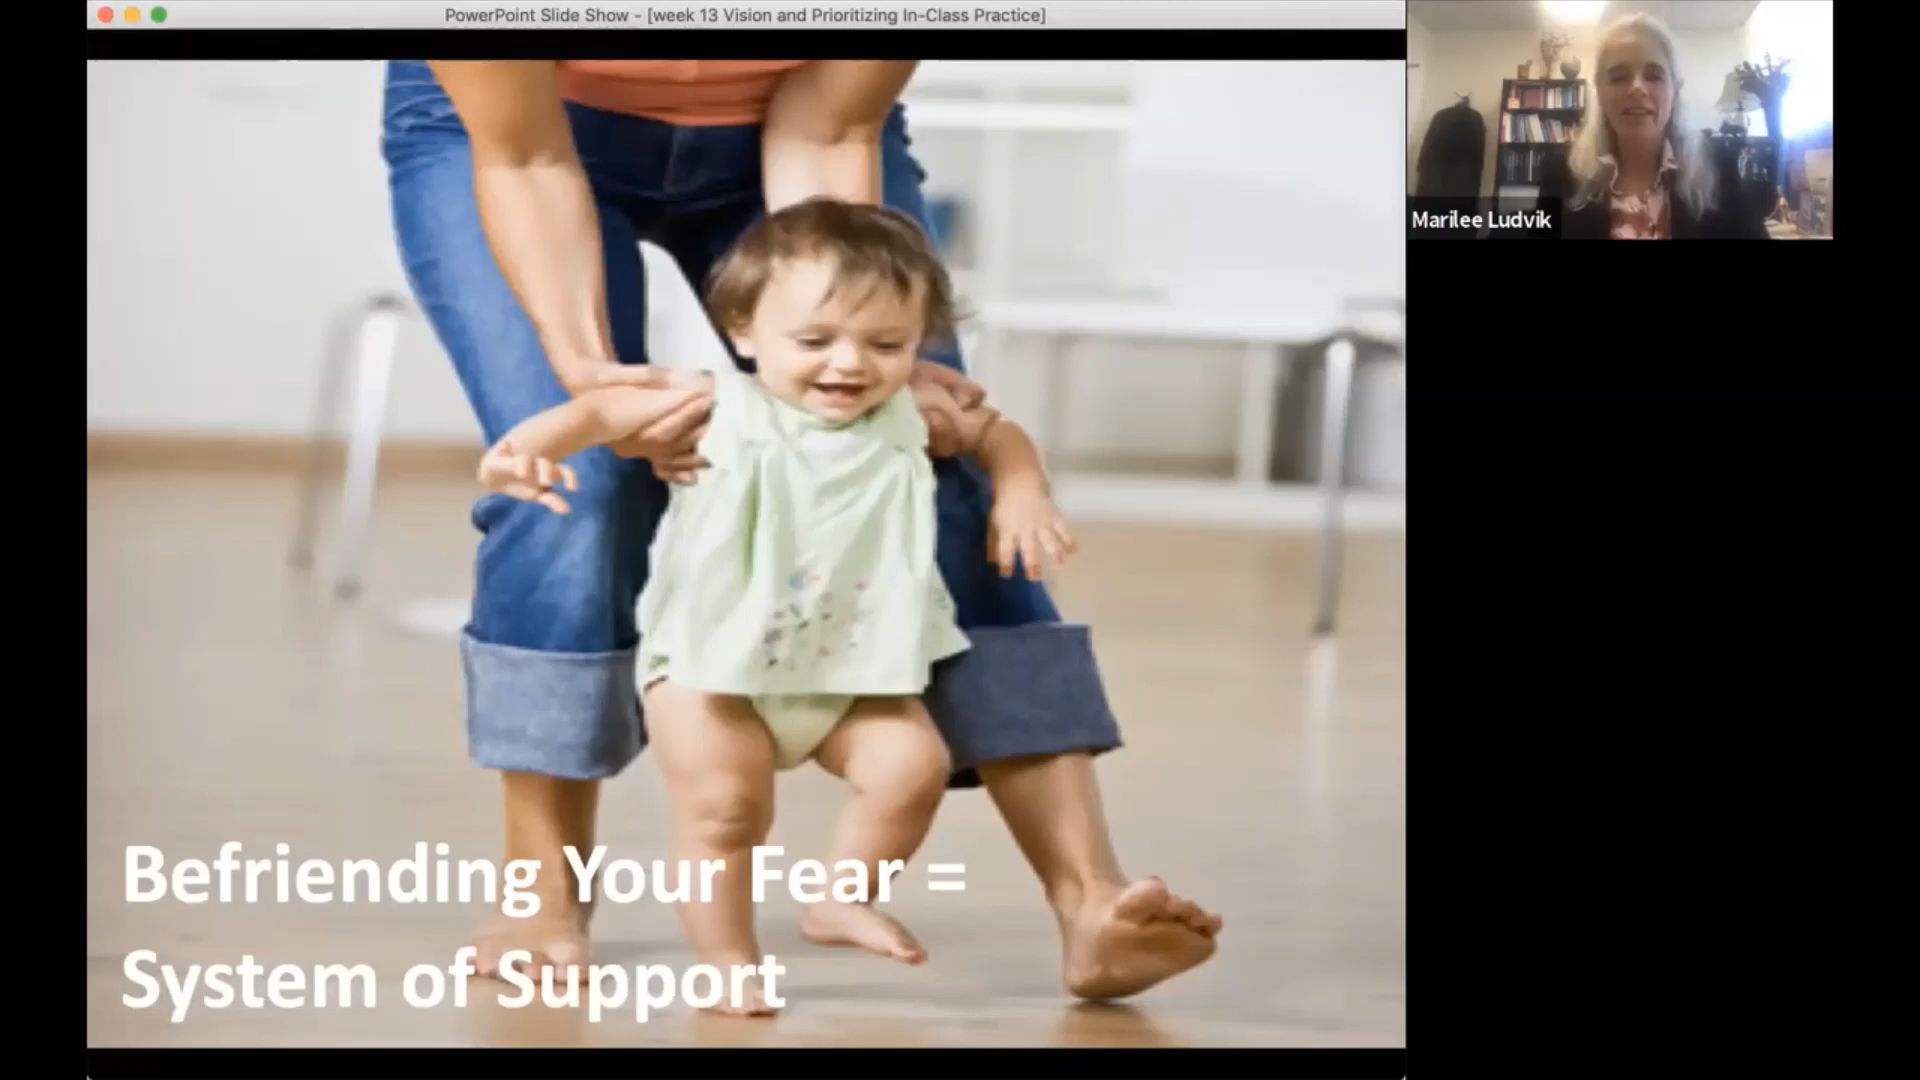 PowerPoint Slide Show - [week 13 Vision and Prioritizing In-Class Practice]
Marilee Ludvik
Befriending Your Fear =
System of Support